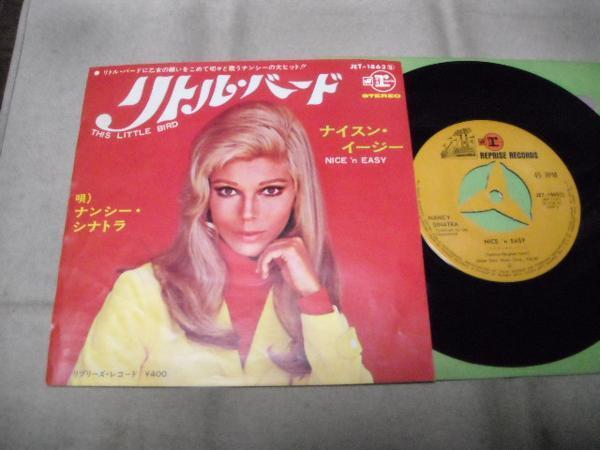 ● リトル・バードに乙女の願いをこめて切々と歌うナンシーの大ヒット!!
JET-1863 Ⓢ
リトル・バード
THIS LITTLE BIRD
STEREO
ナイスン・
イージー
NICE 'n EASY
唄)
ナンシー・
シナトラ
リプリーズ・レコード ¥400
REPRISE RECORDS
45 RPM
NANCY
SINATRA
NICE 'n EASY